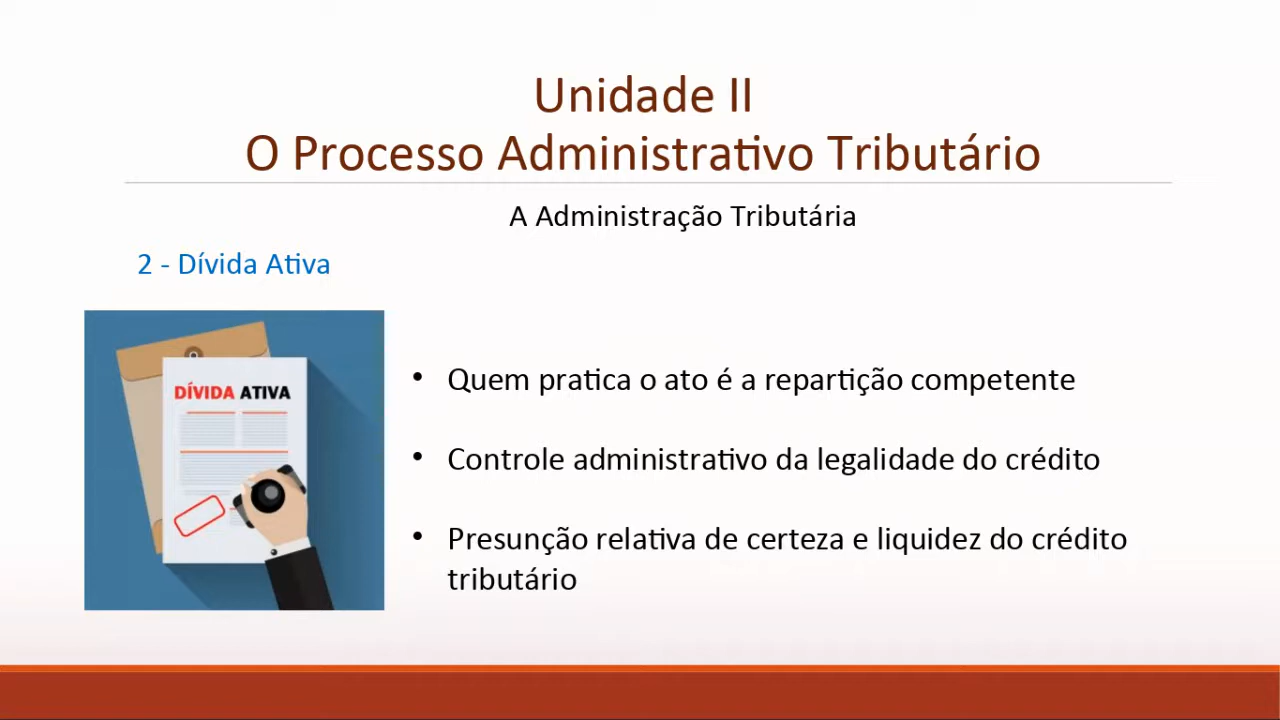 Unidade II
O Processo Administrativo Tributário
A Administração Tributária
2 - Dívida Ativa
DÍVIDA ATIVA
• Quem pratica o ato é a repartição competente
• Controle administrativo da legalidade do crédito
• Presunção relativa de certeza e liquidez do crédito
tributário